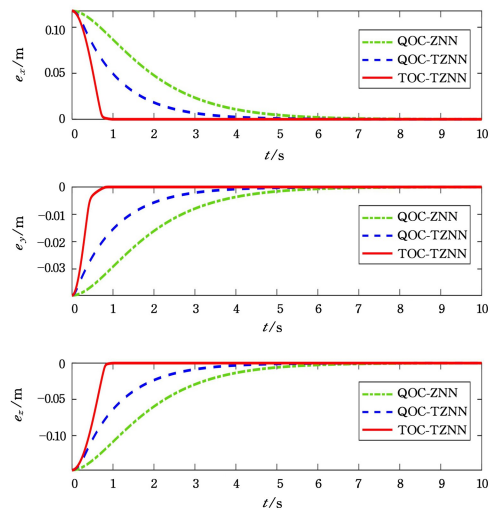 0.10
0.05
0
e_x/m
QOC-ZNN
QOC-TZNN
TOC-TZNN
0 1 2 3 4 5 6 7 8 9 10
t/s
0
−0.01
−0.02
−0.03
e_y/m
QOC-ZNN
QOC-TZNN
TOC-TZNN
0 1 2 3 4 5 6 7 8 9 10
t/s
0
−0.05
−0.10
e_z/m
QOC-ZNN
QOC-TZNN
TOC-TZNN
0 1 2 3 4 5 6 7 8 9 10
t/s